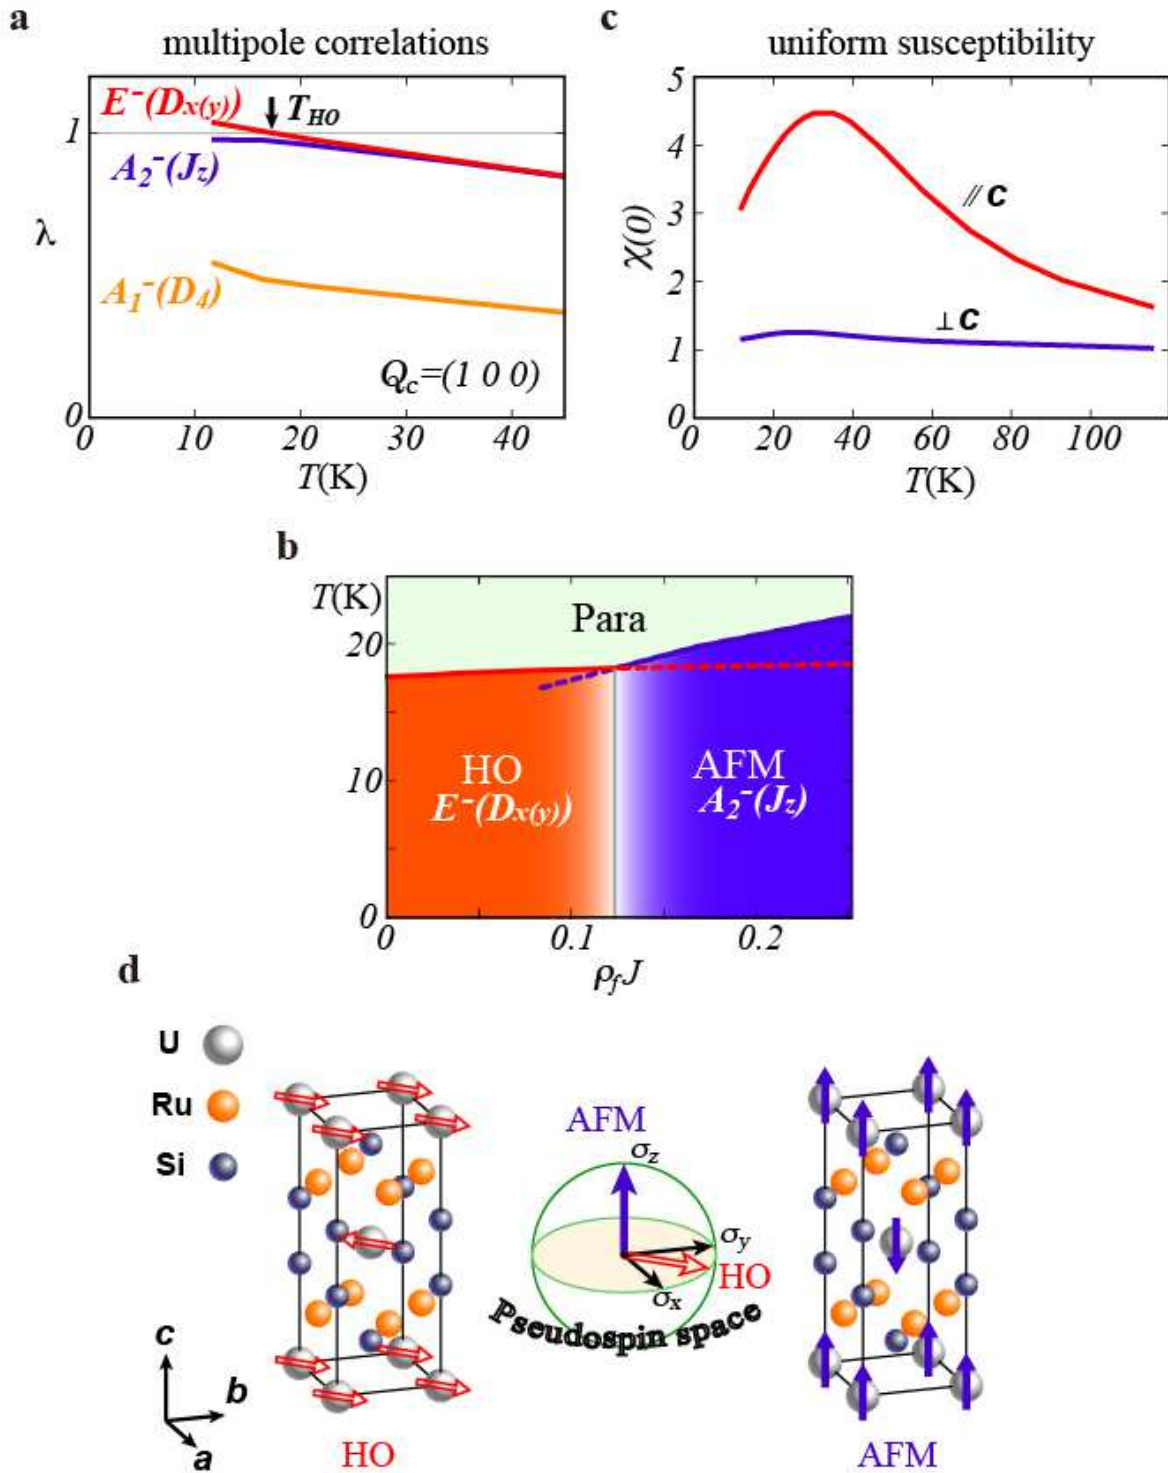 a
multipole correlations
E⁻(Dx(y))
T_HO
1
A₂⁻(Jz)
λ
A₁⁻(D₄)
Q_c=(1 0 0)
0
0 10 20 30 40
T(K)
c
uniform susceptibility
5
4
3
2
1
0
χ(0)
// c
⊥ c
0 20 40 60 80 100
T(K)
b
T(K)
20
10
0
Para
HO
E⁻(Dx(y))
AFM
A₂⁻(Jz)
0 0.1 0.2
ρ_f J
d
U
Ru
Si
c
b
a
HO
AFM
σz
σy
HO
σx
Pseudospin space
AFM